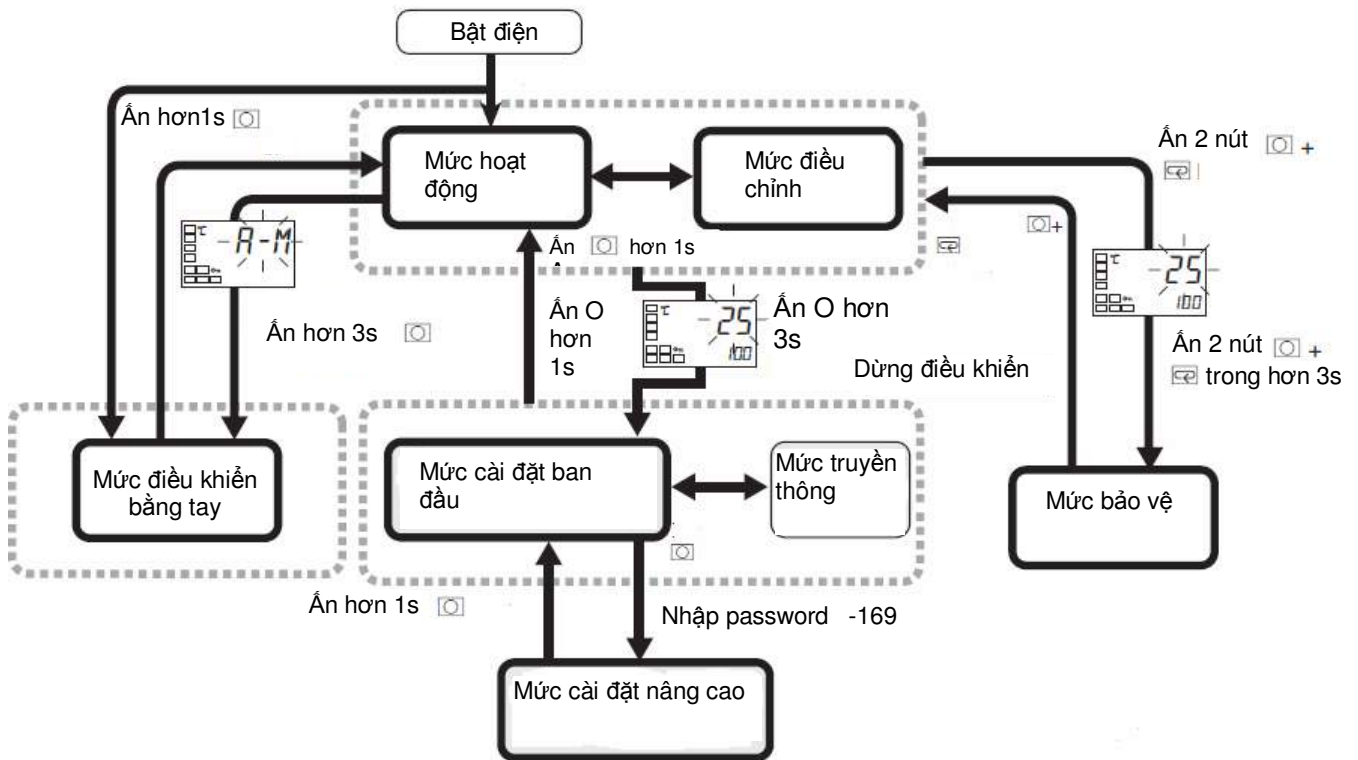 Bật điện
Ấn hơn1s
Mức hoạt
động
Mức điều
chỉnh
Ấn 2 nút +
℃
A-M
Ấn hơn 1s
+
℃
25
100
Ấn hơn 3s
Ấn O
hơn
1s
℃
25
100
Ấn O hơn
3s
Dừng điều khiển
Ấn 2 nút +
trong hơn 3s
Mức điều khiển
bằng tay
Mức cài đặt ban
đầu
Mức truyền
thông
Mức bảo vệ
Ấn hơn 1s
Nhập password -169
Mức cài đặt nâng cao